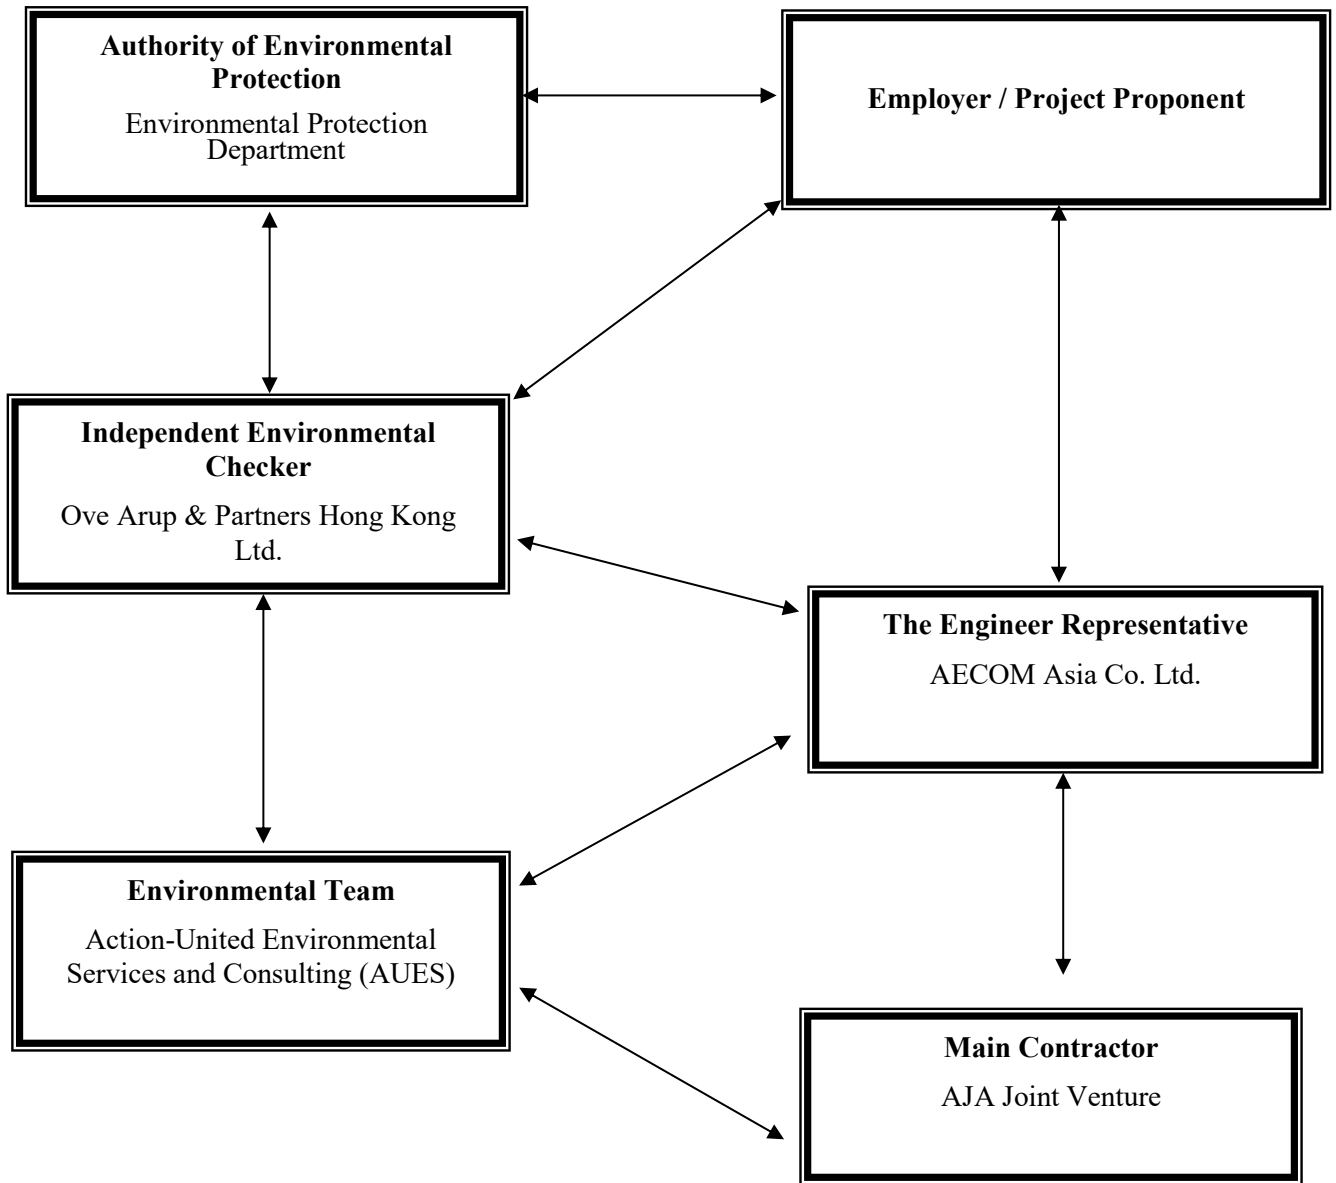 Authority of Environmental
Protection
Environmental Protection
Department
Employer / Project Proponent
Independent Environmental
Checker
Ove Arup & Partners Hong Kong
Ltd.
The Engineer Representative
AECOM Asia Co. Ltd.
Environmental Team
Action-United Environmental
Services and Consulting (AUES)
Main Contractor
AJA Joint Venture